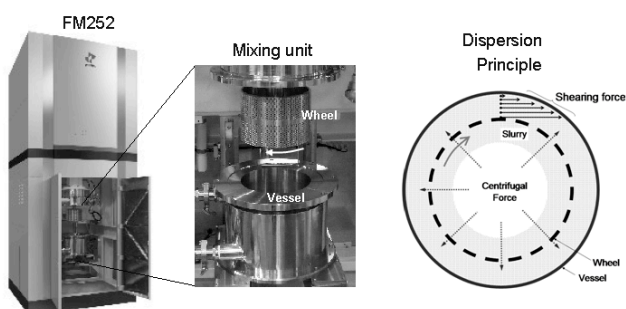 FM252
Mixing unit
Wheel
Vessel
Dispersion
Principle
Shearing force
Slurry
Centrifugal
Force
Wheel
Vessel